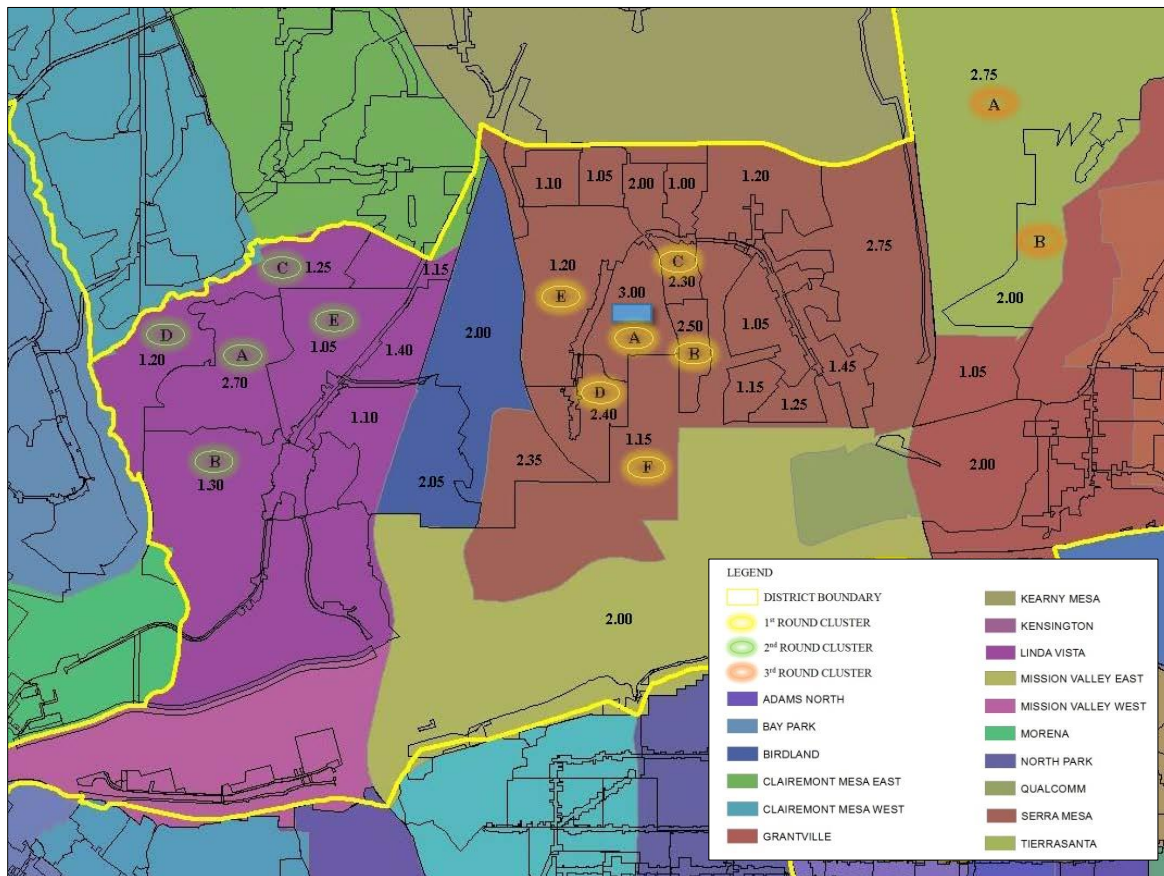 2.75
A
1.10
1.05
2.00
1.00
1.20
B
2.75
C
1.25
1.15
1.20
C
2.30
E
3.00
2.00
E
D
1.20
1.05
A
2.70
1.40
2.00
A
2.50
B
1.05
1.45
1.05
D
2.40
1.15
1.25
1.10
1.15
F
2.35
2.05
B
1.30
2.00
2.00
LEGEND
DISTRICT BOUNDARY
1st ROUND CLUSTER
2nd ROUND CLUSTER
3rd ROUND CLUSTER
ADAMS NORTH
BAY PARK
BIRDLAND
CLAIREMONT MESA EAST
CLAIREMONT MESA WEST
GRANTVILLE
KEARNY MESA
KENSINGTON
LINDA VISTA
MISSION VALLEY EAST
MISSION VALLEY WEST
MORENA
NORTH PARK
QUALCOMM
SERRA MESA
TIERRASANTA